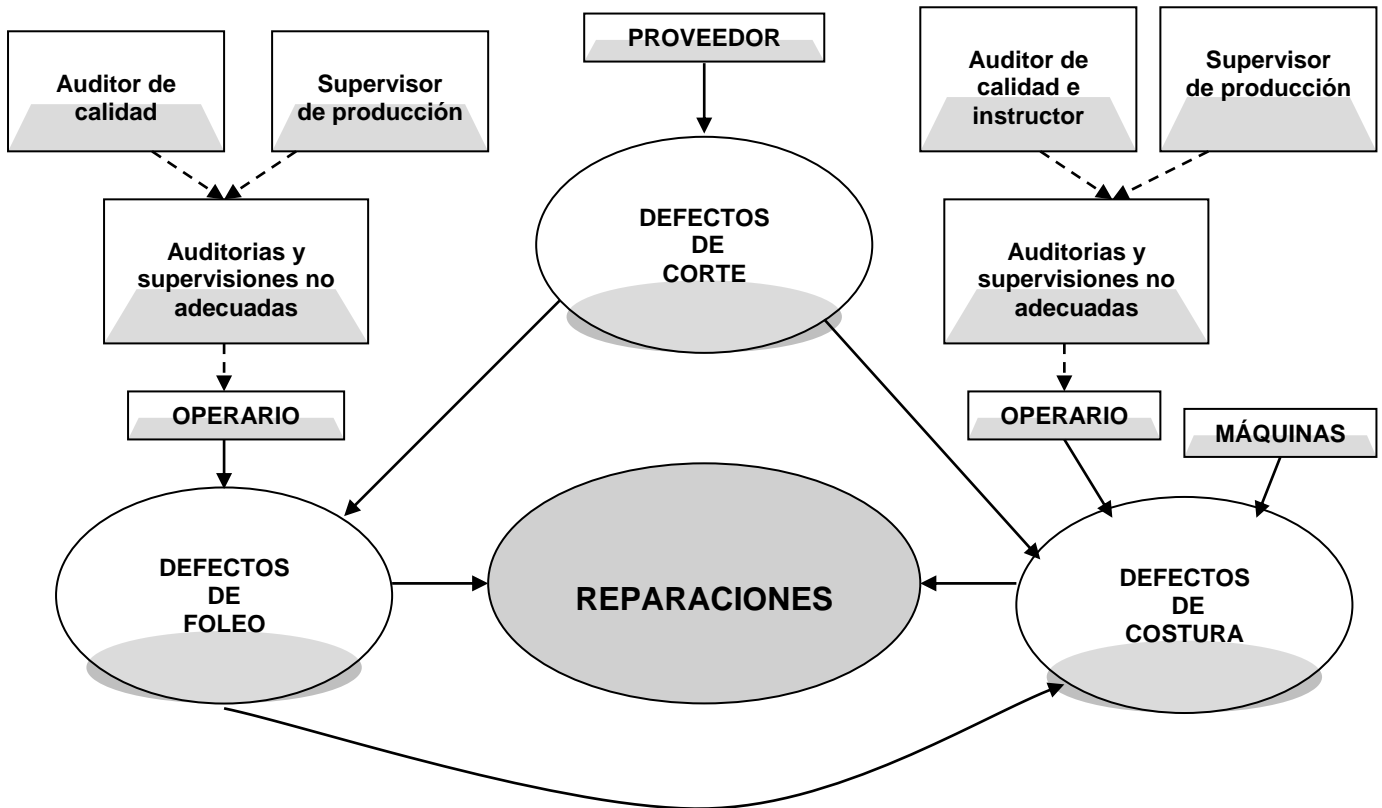 PROVEEDOR
Auditor de
calidad
Supervisor
de producción
Auditor de
calidad e
instructor
Supervisor
de producción
DEFECTOS
DE
CORTE
Auditorias y
supervisiones no
adecuadas
Auditorias y
supervisiones no
adecuadas
OPERARIO
OPERARIO
MÁQUINAS
DEFECTOS
DE
FOLEO
REPARACIONES
DEFECTOS
DE
COSTURA